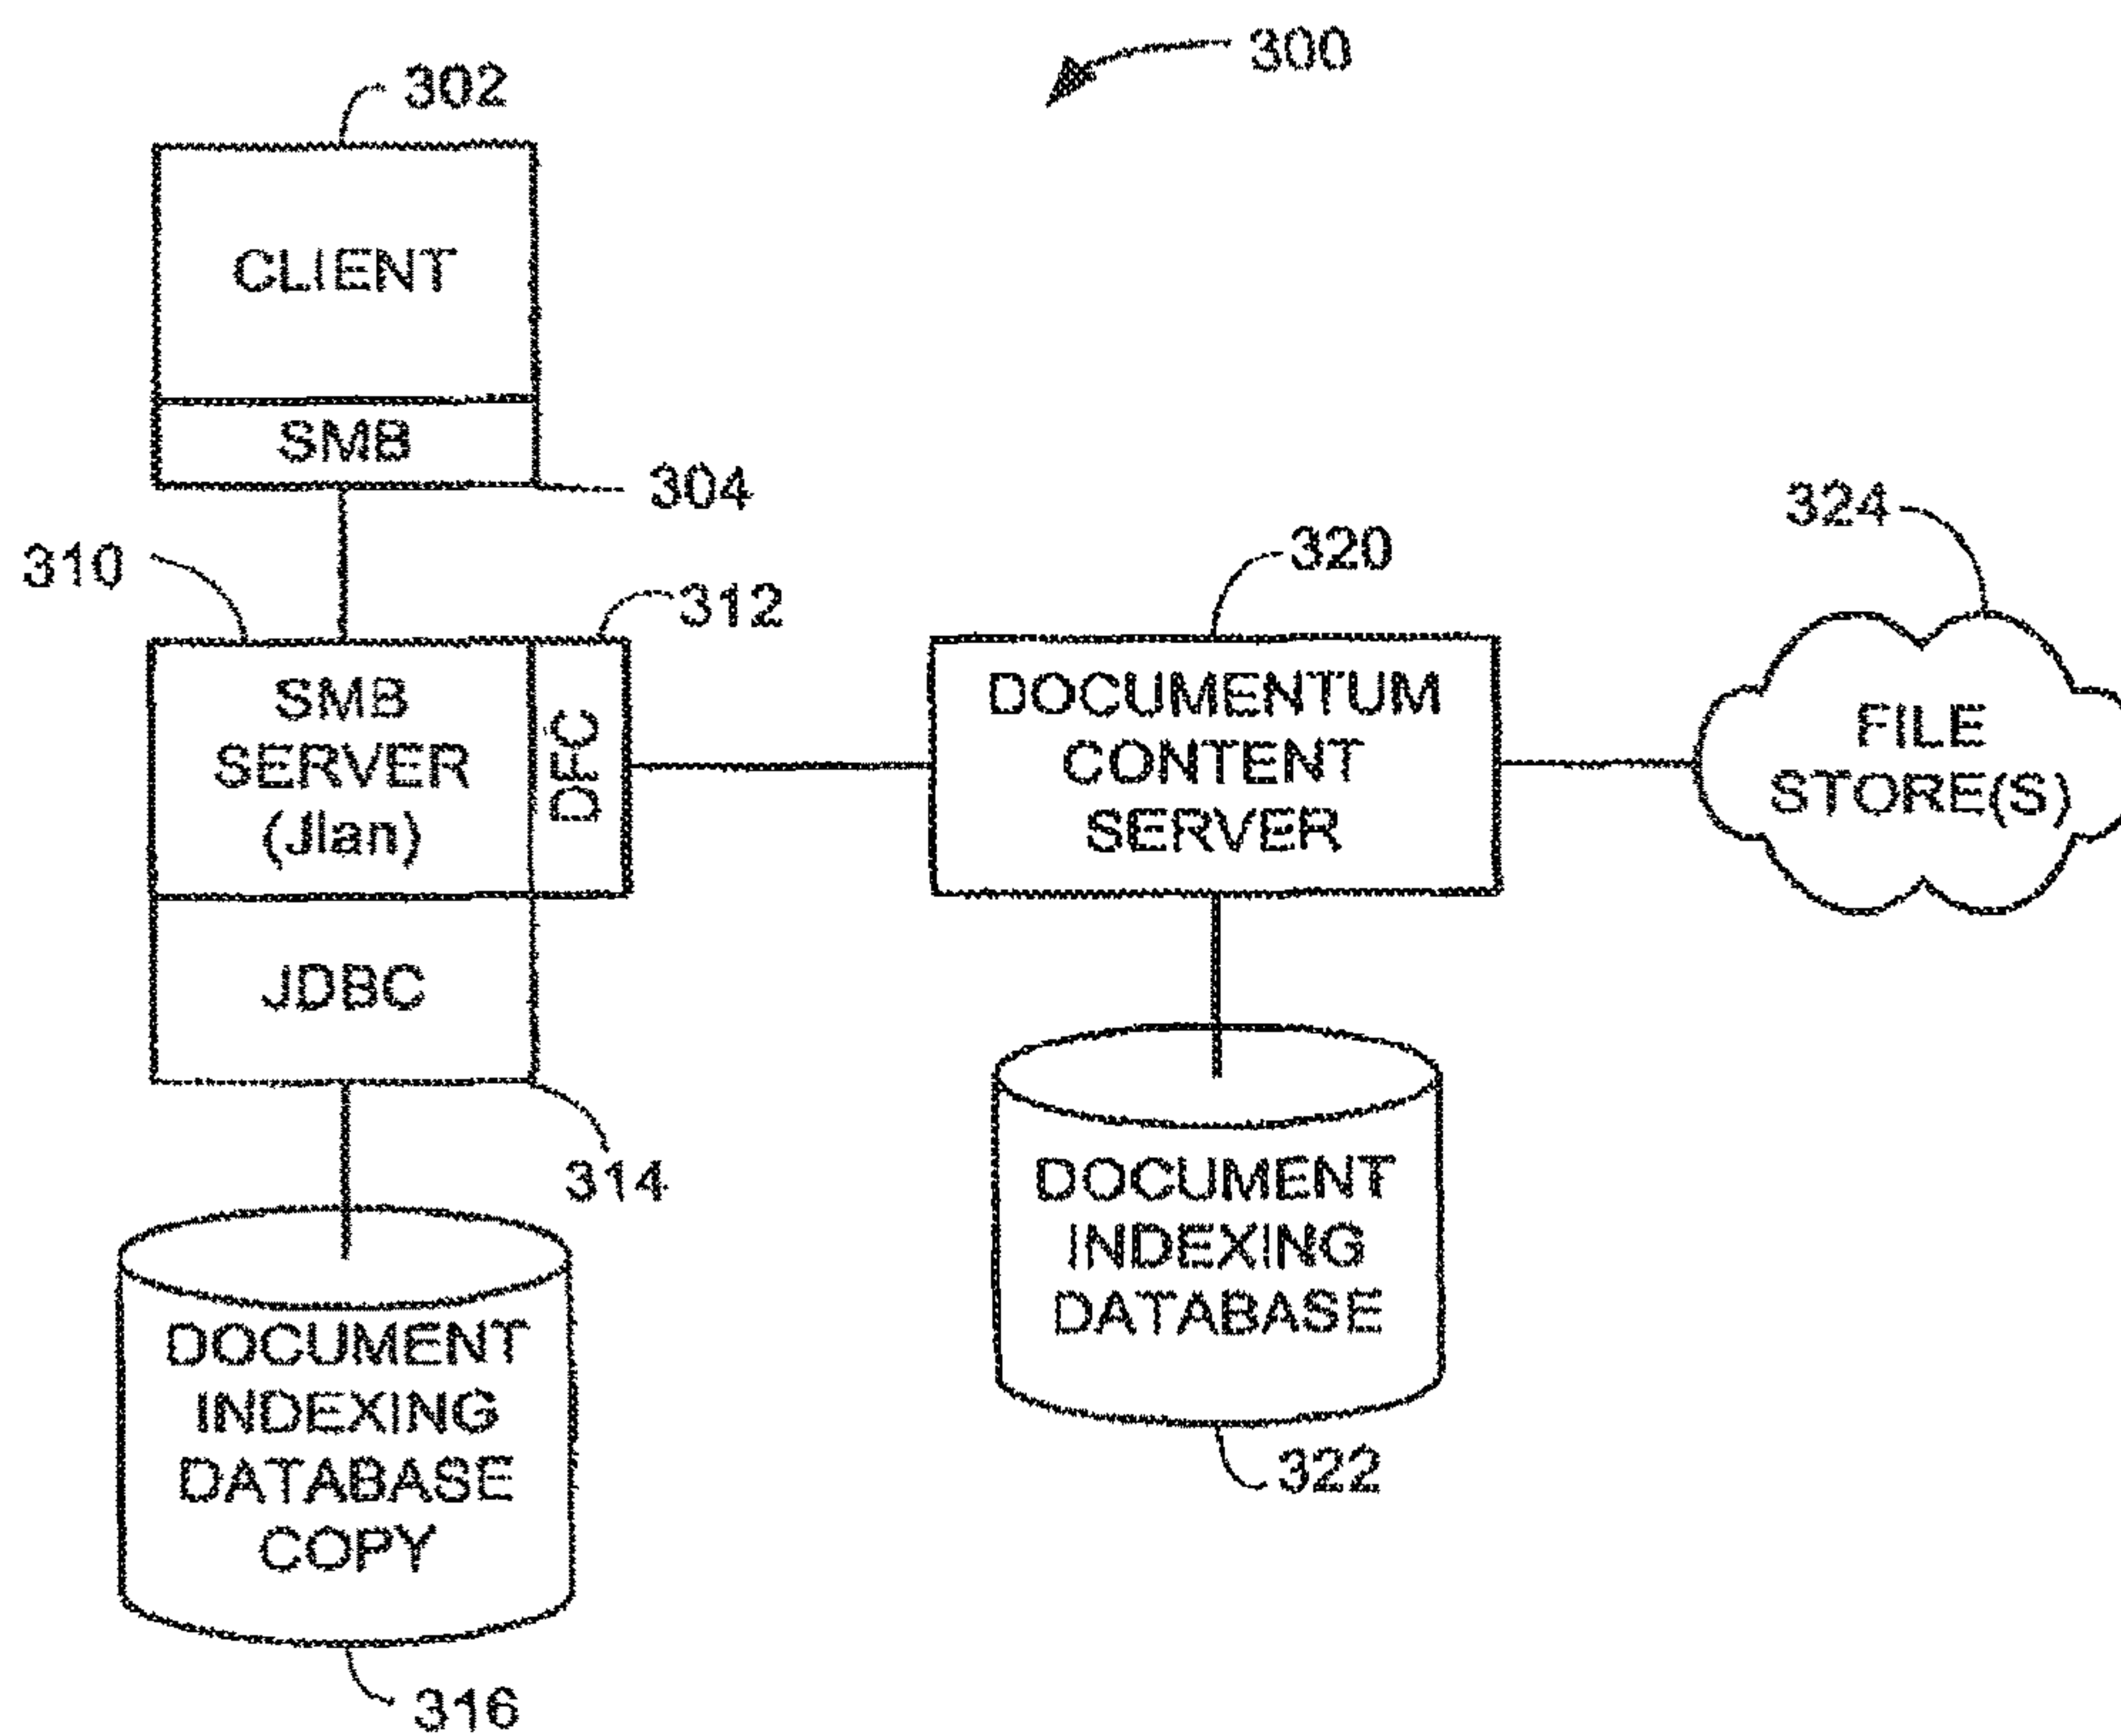 300
302
CLIENT
SMB
304
310
312
SMB
SERVER
(Jlan)
DFC
JDBC
314
DOCUMENT
INDEXING
DATABASE
COPY
316
320
DOCUMENTUM
CONTENT
SERVER
DOCUMENT
INDEXING
DATABASE
322
324
FILE
STORE(S)